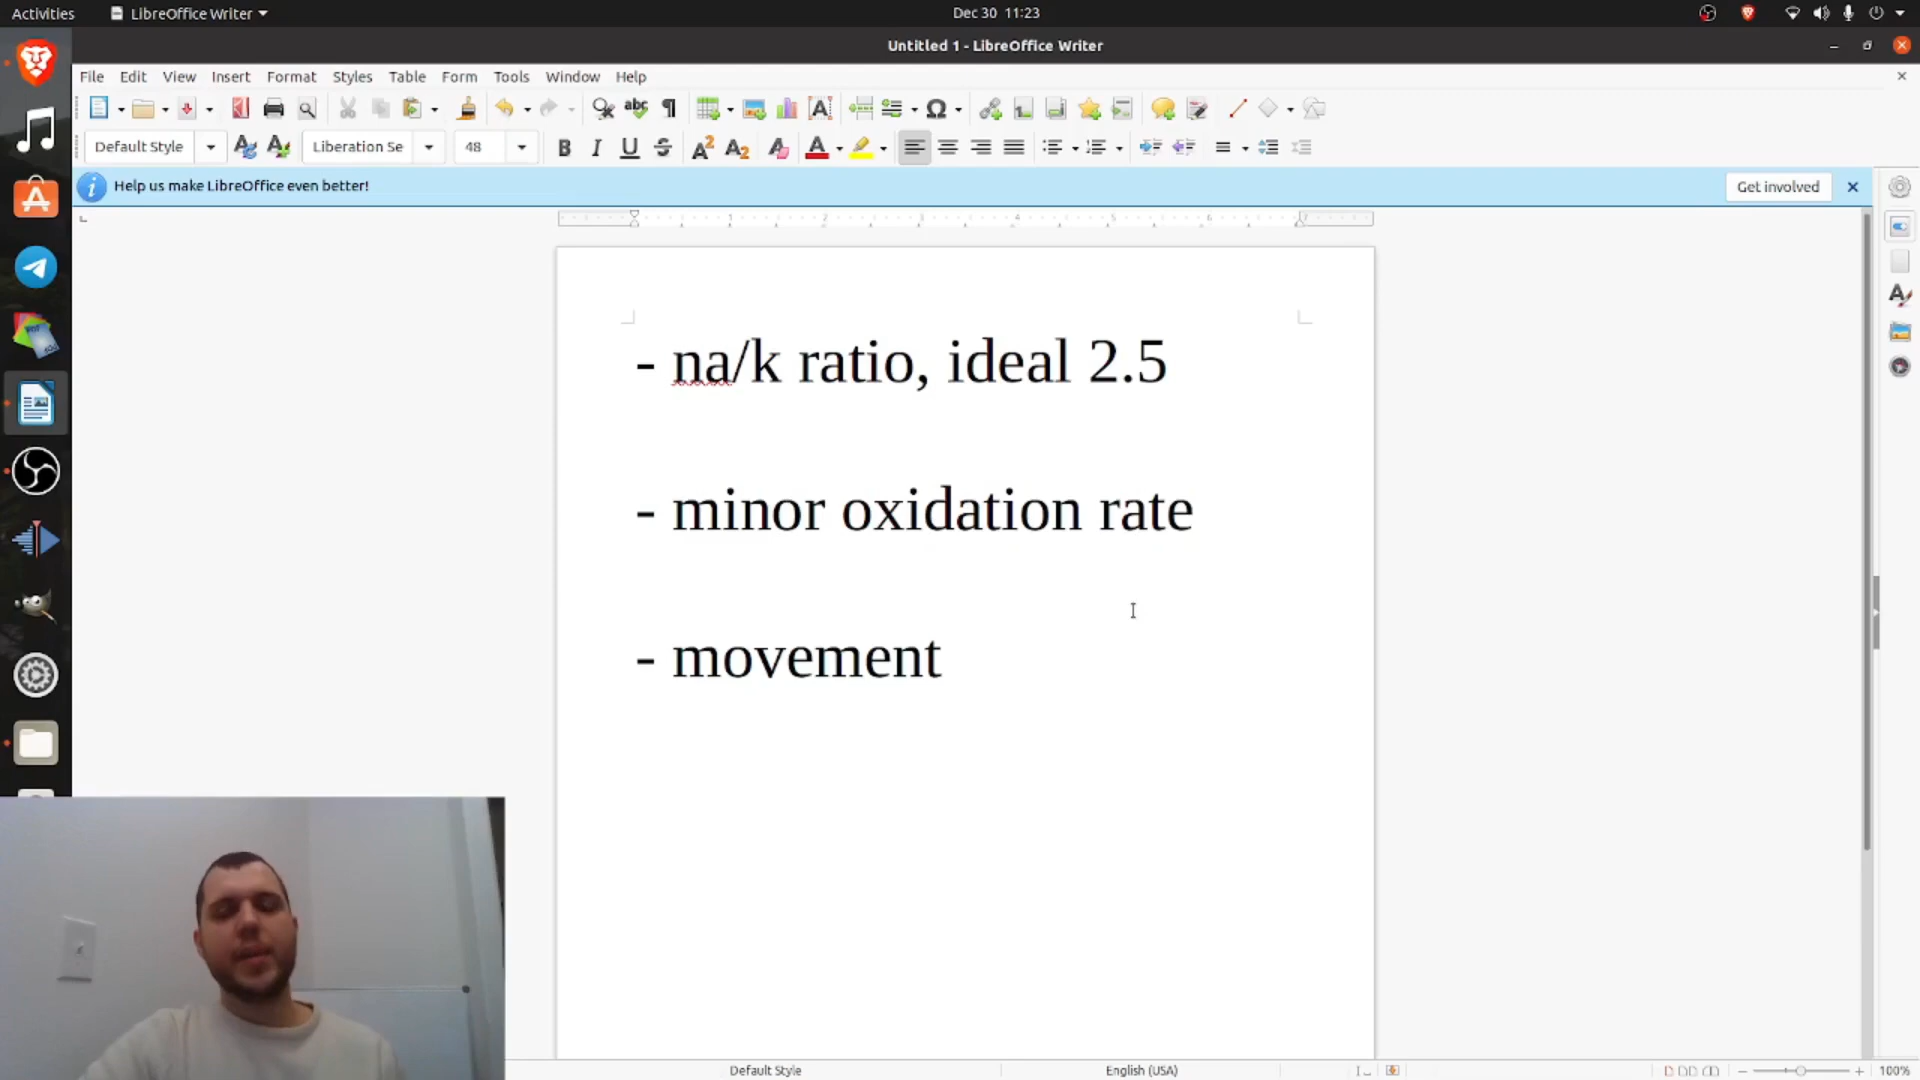 Activities
LibreOffice Writer
Dec 30 11:23
Untitled 1 - LibreOffice Writer
File Edit View Insert Format Styles Table Form Tools Window Help
Default Style
Liberation Se
48
Help us make LibreOffice even better!
Get involved
- na/k ratio, ideal 2.5
- minor oxidation rate
- movement
Default Style
English (USA)
100%